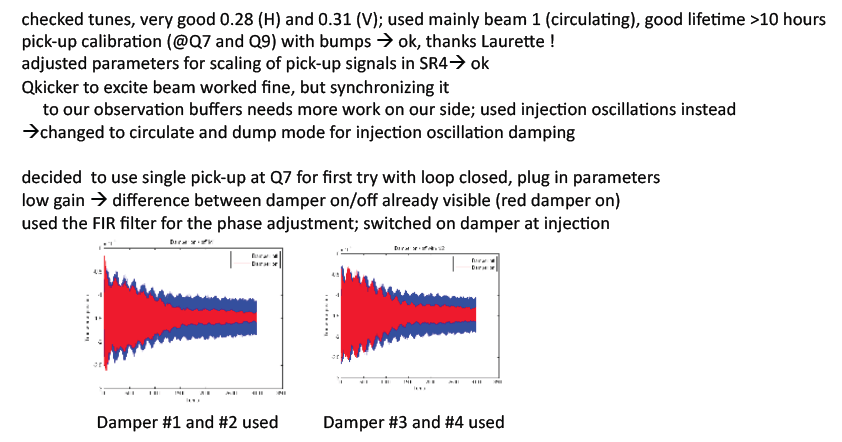 checked tunes, very good 0.28 (H) and 0.31 (V); used mainly beam 1 (circulating), good lifetime >10 hours
pick-up calibration (@Q7 and Q9) with bumps → ok, thanks Laurette !
adjusted parameters for scaling of pick-up signals in SR4→ ok
Qkicker to excite beam worked fine, but synchronizing it
to our observation buffers needs more work on our side; used injection oscillations instead
→changed to circulate and dump mode for injection oscillation damping
decided to use single pick-up at Q7 for first try with loop closed, plug in parameters
low gain → difference between damper on/off already visible (red damper on)
used the FIR filter for the phase adjustment; switched on damper at injection
Damper #1 and #2 used
Damper #3 and #4 used